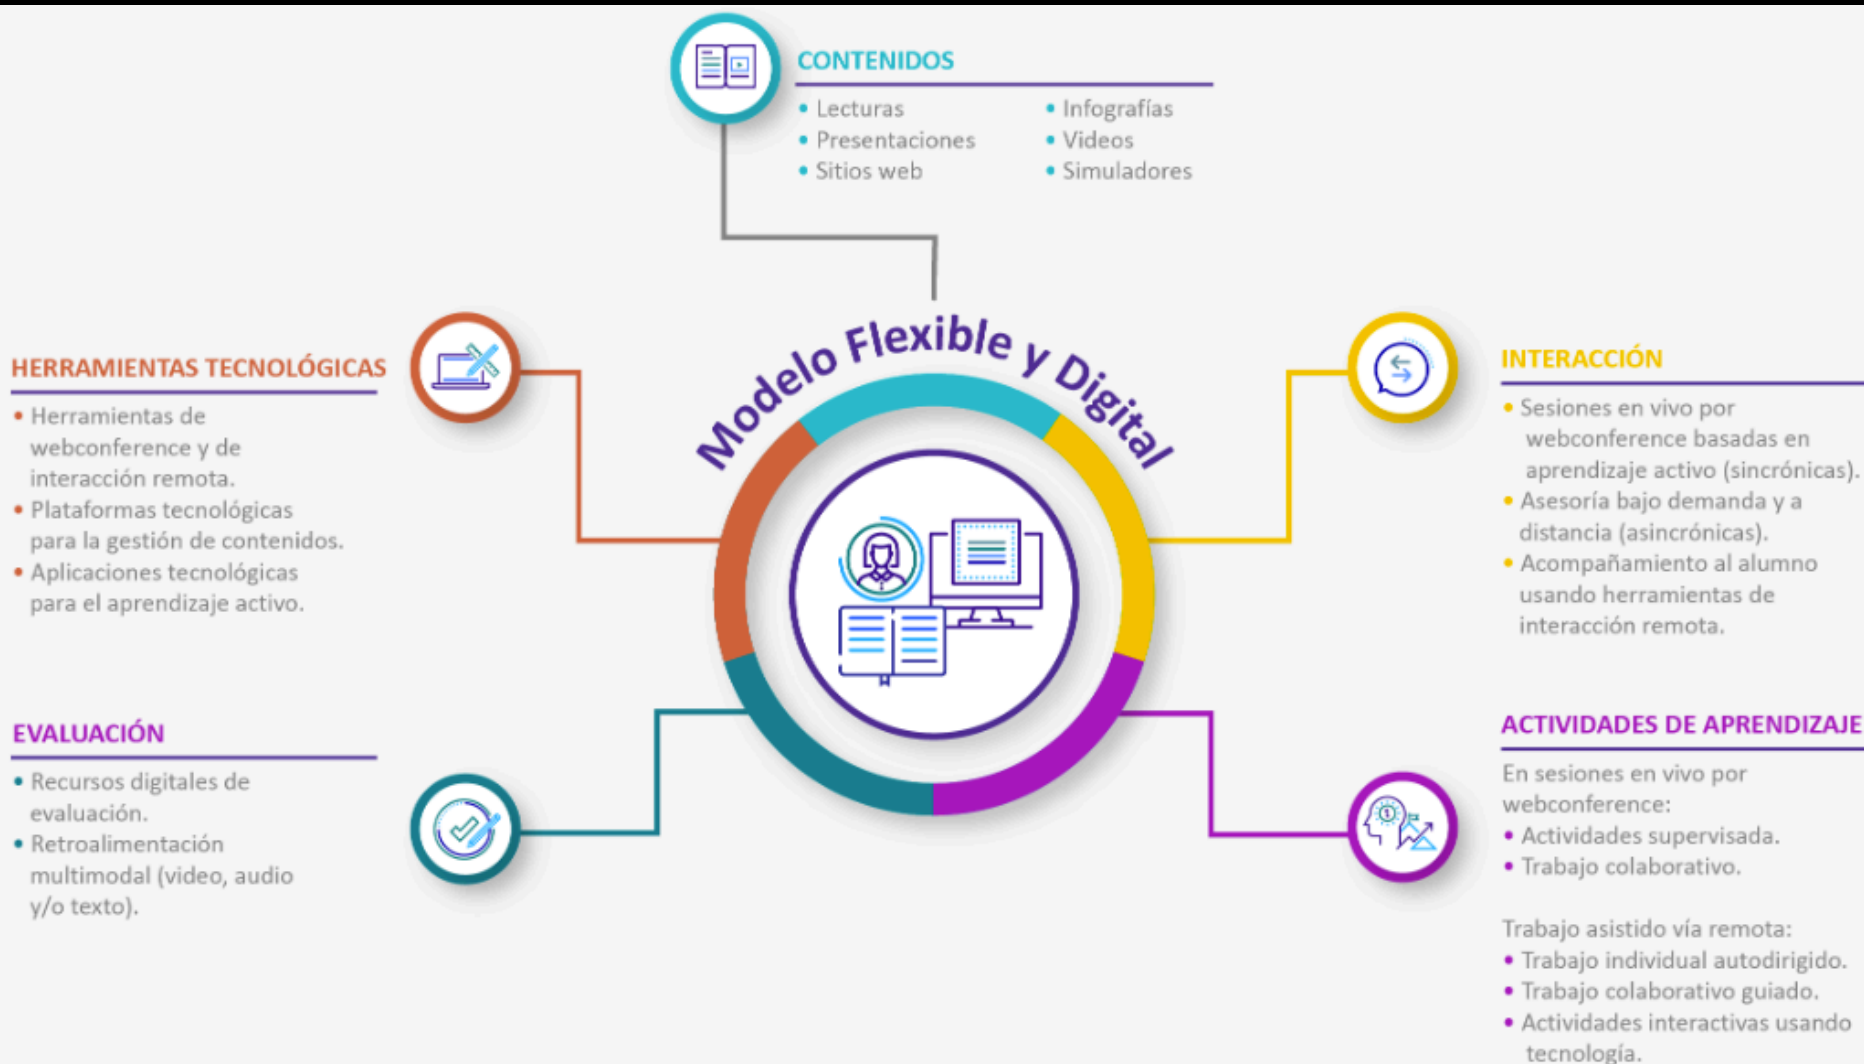 CONTENIDOS
• Lecturas
• Presentaciones
• Sitios web
• Infografías
• Videos
• Simuladores
Modelo Flexible y Digital
HERRAMIENTAS TECNOLÓGICAS
• Herramientas de
webconference y de
interacción remota.
• Plataformas tecnológicas
para la gestión de contenidos.
• Aplicaciones tecnológicas
para el aprendizaje activo.
INTERACCIÓN
• Sesiones en vivo por
webconference basadas en
aprendizaje activo (sincrónicas).
• Asesoría bajo demanda y a
distancia (asincrónicas).
• Acompañamiento al alumno
usando herramientas de
interacción remota.
EVALUACIÓN
• Recursos digitales de
evaluación.
• Retroalimentación
multimodal (video, audio
y/o texto).
ACTIVIDADES DE APRENDIZAJE
En sesiones en vivo por
webconference:
• Actividades supervisada.
• Trabajo colaborativo.
Trabajo asistido vía remota:
• Trabajo individual autodirigido.
• Trabajo colaborativo guiado.
• Actividades interactivas usando
tecnología.